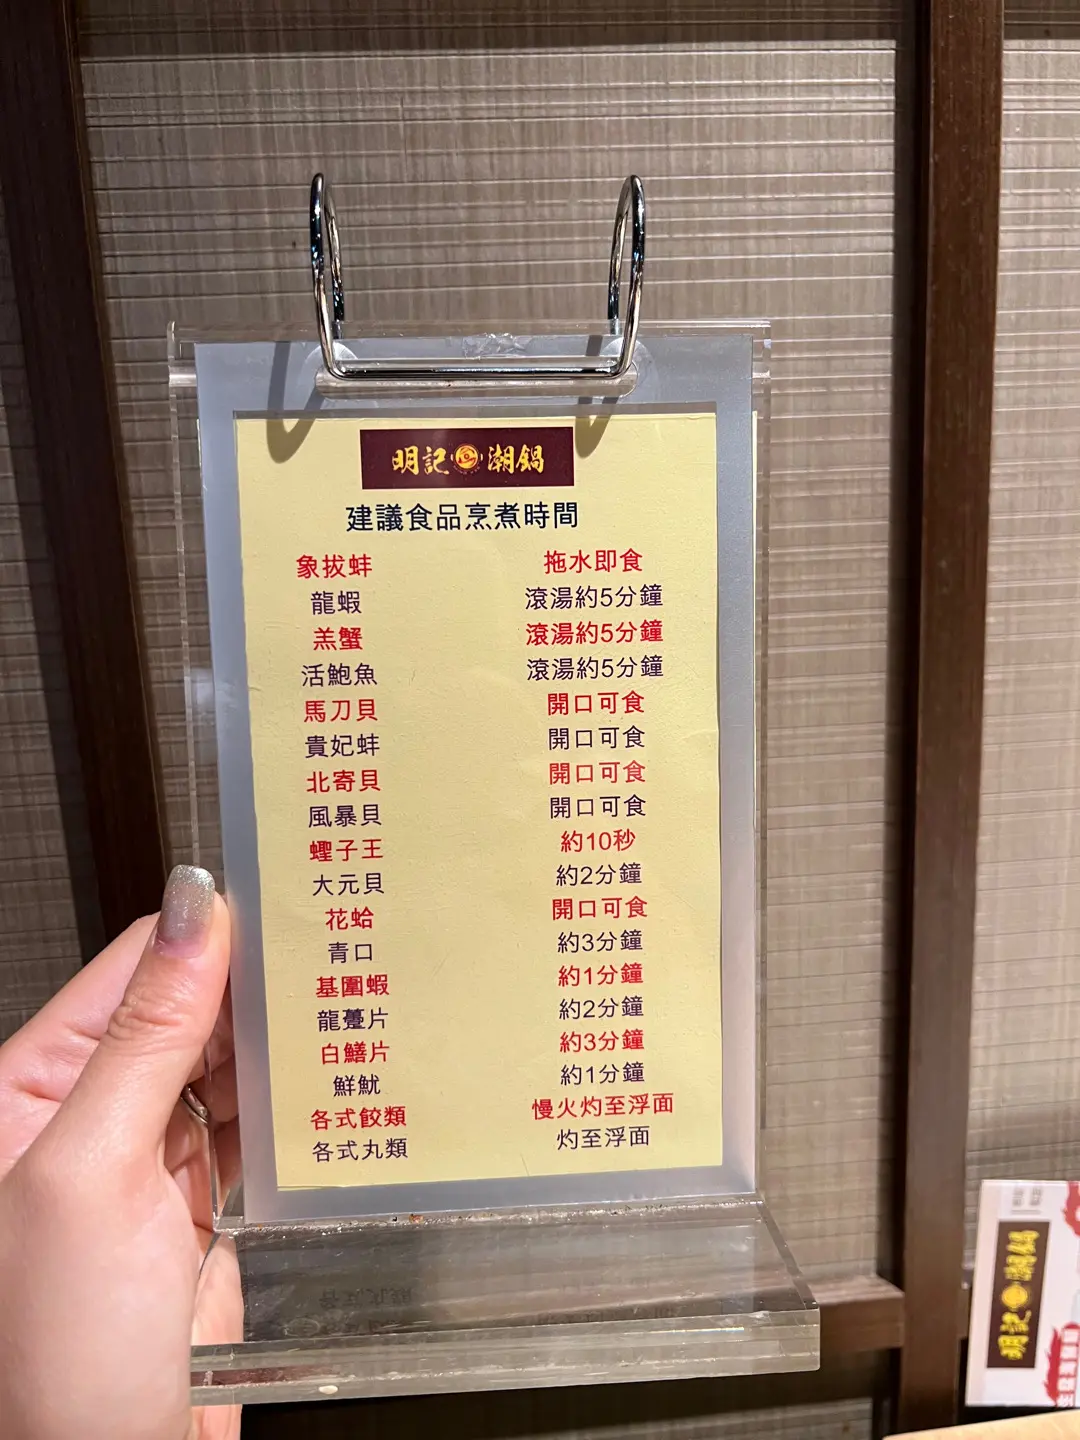 明記 潮鍋
建議食品烹煮時間
象拔蚌 拖水即食
龍蝦 滾湯約5分鐘
羔蟹 滾湯約5分鐘
活鮑魚 滾湯約5分鐘
馬刀貝 開口可食
貴妃蚌 開口可食
北寄貝 開口可食
風暴貝 開口可食
蟶子王 約10秒
大元貝 約2分鐘
花蛤 開口可食
青口 約3分鐘
基圍蝦 約1分鐘
龍躉片 約2分鐘
白鱔片 約3分鐘
鮮魷 約1分鐘
各式餃類 慢火灼至浮面
各式丸類 灼至浮面
明記 潮鍋